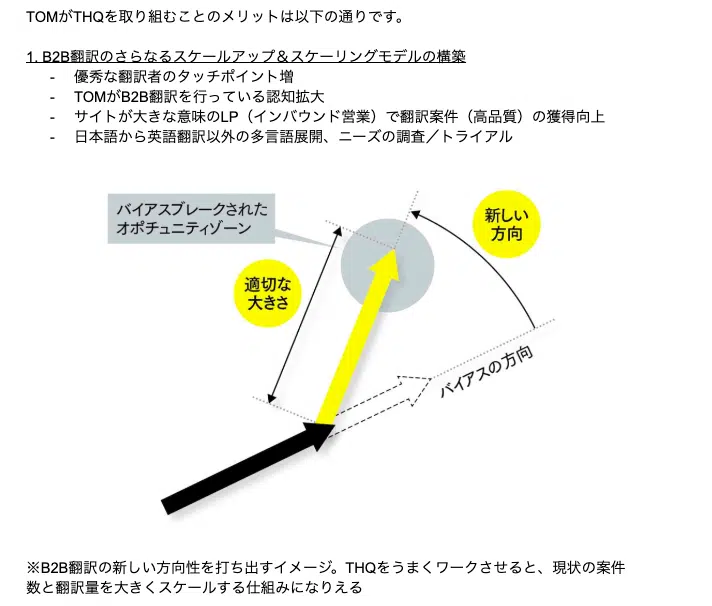 TOMがTHQを取り組むことのメリットは以下の通りです。
1. B2B翻訳のさらなるスケールアップ＆スケーリングモデルの構築
- 優秀な翻訳者のタッチポイント増
- TOMがB2B翻訳を行っている認知拡大
- サイトが大きな意味のLP（インバウンド営業）で翻訳案件（高品質）の獲得向上
- 日本語から英語翻訳以外の多言語展開、ニーズの調査／トライアル
バイアスブレークされた
オポチュニティゾーン
新しい
方向
適切な
大きさ
バイアスの方向
※B2B翻訳の新しい方向性を打ち出すイメージ。THQをうまくワークさせると、現状の案件
数と翻訳量を大きくスケールする仕組みになりえる